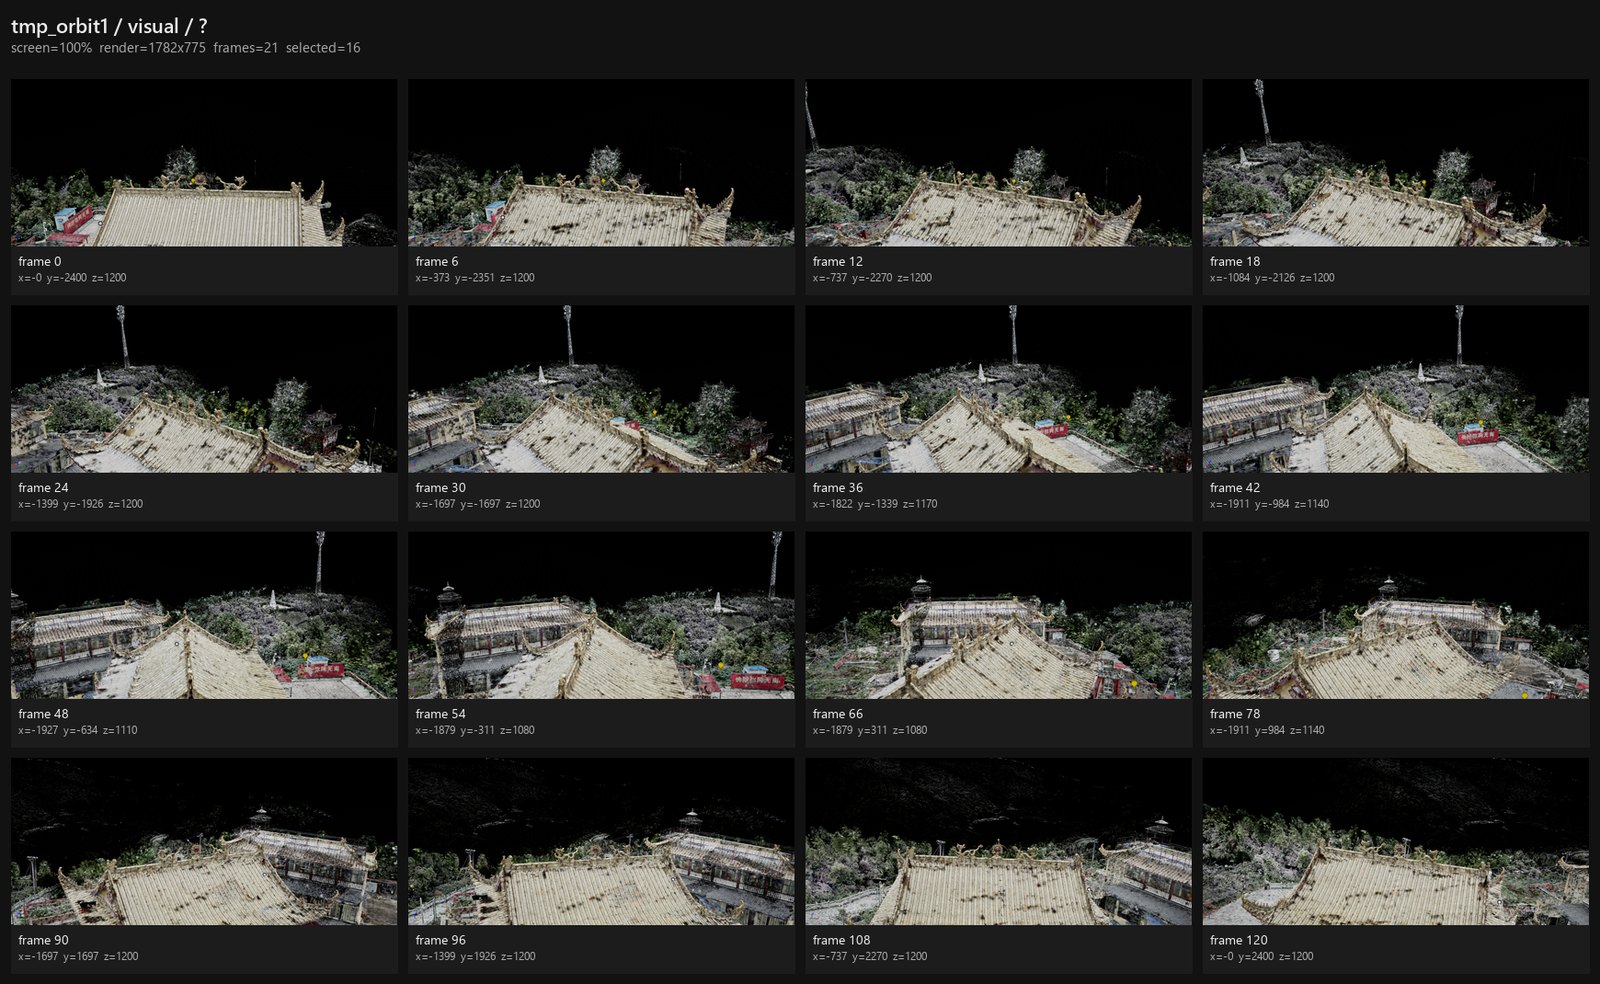 tmp_orbit1 / visual / ?
screen=100% render=1782x775 frames=21 selected=16
frame 0
x=-0 y=-2400 z=1200
frame 6
x=-373 y=-2351 z=1200
frame 12
x=-737 y=-2270 z=1200
frame 18
x=-1084 y=-2126 z=1200
frame 24
x=-1399 y=-1926 z=1200
frame 30
x=-1697 y=-1697 z=1200
frame 36
x=-1822 y=-1339 z=1170
frame 42
x=-1911 y=-984 z=1140
frame 48
x=-1927 y=-634 z=1110
frame 54
x=-1879 y=-311 z=1080
frame 66
x=-1879 y=311 z=1080
frame 78
x=-1911 y=984 z=1140
frame 90
x=-1697 y=1697 z=1200
frame 96
x=-1399 y=1926 z=1200
frame 108
x=-737 y=2270 z=1200
frame 120
x=-0 y=2400 z=1200